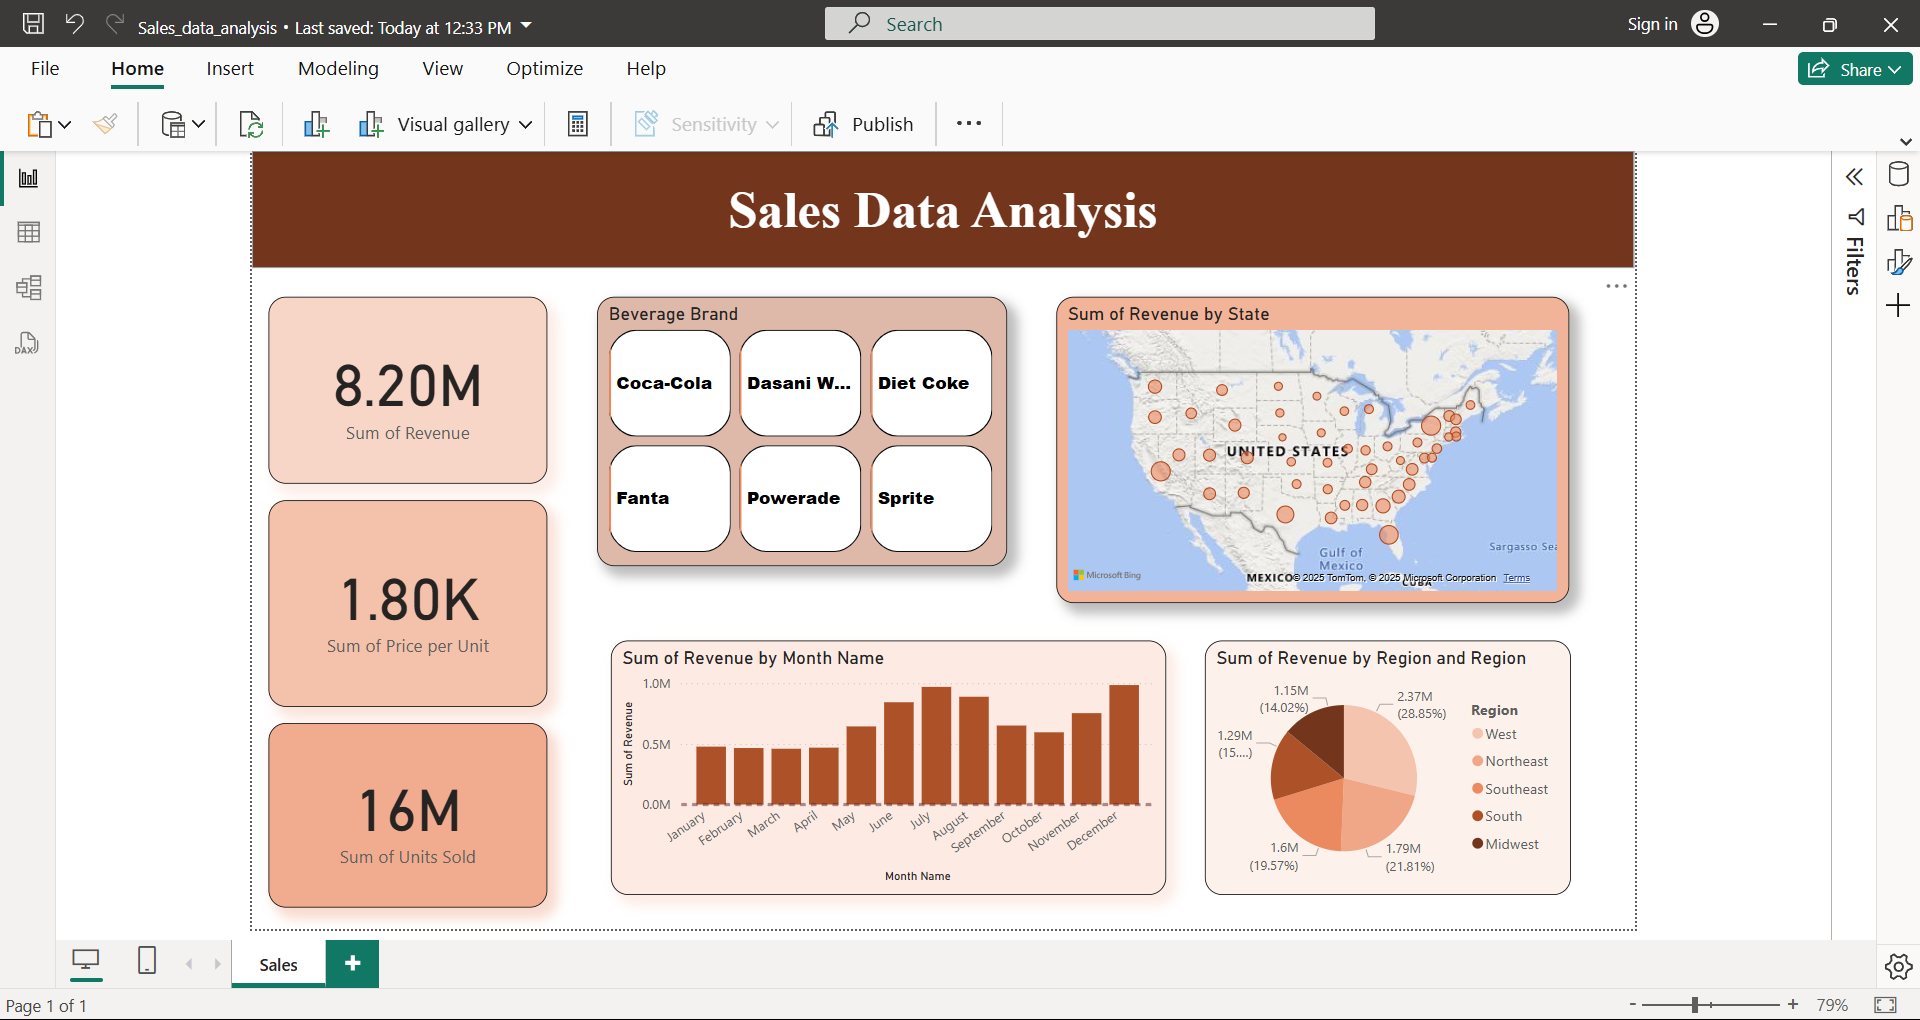 Sales_data_analysis • Last saved: Today at 12:33 PM
Search
Sign in
File
Home
Insert
Modeling
View
Optimize
Help
Share
Visual gallery
Sensitivity
Publish
Sales Data Analysis
Filters
DAX
8.20M
Sum of Revenue
1.80K
Sum of Price per Unit
16M
Sum of Units Sold
Beverage Brand
Coca-Cola
Dasani W...
Diet Coke
Fanta
Powerade
Sprite
Sum of Revenue by State
UNITED STATES
Gulf of
Mexico
Sargasso Sea
Microsoft Bing
MEXICO
© 2025 TomTom, © 2025 Microsoft Corporation Terms
CUBA
Sum of Revenue by Month Name
Sum of Revenue
1.0M
0.5M
0.0M
January
February
March
April
May
June
July
August
September
October
November
December
Month Name
Sum of Revenue by Region and Region
1.15M
(14.02%)
2.37M
(28.85%)
1.29M
(15....)
1.6M
(19.57%)
1.79M
(21.81%)
Region
West
Northeast
Southeast
South
Midwest
Sales
Page 1 of 1
- + 79%